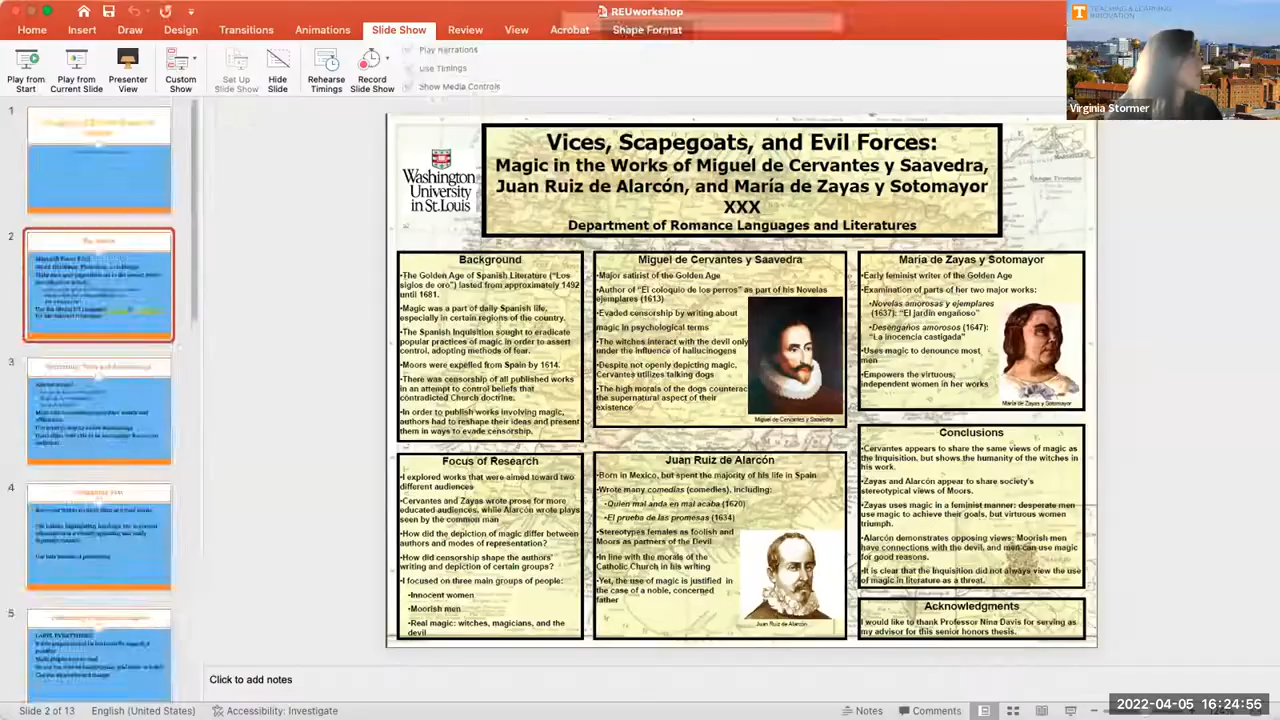 REUworkshop
Home Insert Draw Design Transitions Animations Slide Show Review View Acrobat Shape Format
Play from Start
Play from Current Slide
Presenter View
Custom Show
Set Up Slide Show
Hide Slide
Rehearse Timings
Record Slide Show
Play Narrations
Use Timings
Show Media Controls
T TEACHING & LEARNING
INNOVATION
Virginia Stormer
1
2
3
4
5
Washington
University
in St. Louis
Vices, Scapegoats, and Evil Forces:
Magic in the Works of Miguel de Cervantes y Saavedra,
Juan Ruiz de Alarcón, and María de Zayas y Sotomayor
XXX
Department of Romance Languages and Literatures
Background
•The Golden Age of Spanish Literature ("Los
siglos de oro") lasted from approximately 1492
until 1681.
•Magic was a part of daily Spanish life,
especially in certain regions of the country.
•The Spanish Inquisition sought to eradicate
popular practices of magic in order to assert
control, adopting methods of fear.
•Moors were expelled from Spain by 1614.
•There was censorship of all published works
in an attempt to control beliefs that
contradicted Church doctrine.
•In order to publish works involving magic,
authors had to reshape their ideas and present
them in ways to evade censorship.
Focus of Research
•I explored works that were aimed toward two
different audiences
•Cervantes and Zayas wrote prose for more
educated audiences, while Alarcón wrote plays
seen by the common man
•How did the depiction of magic differ between
authors and modes of representation?
•How did censorship shape the authors'
writing and depiction of certain groups?
•I focused on three main groups of people:
•Innocent women
•Moorish men
•Real magic: witches, magicians, and the
devil
Miguel de Cervantes y Saavedra
•Major satirist of the Golden Age
•Author of "El coloquio de los perros" as part of his Novelas
ejemplares (1613)
•Evaded censorship by writing about
magic in psychological terms
•The witches interact with the devil only
under the influence of hallucinogens
•Despite not openly depicting magic,
Cervantes utilizes talking dogs
•The high morals of the dogs counterac
the supernatural aspect of their
existence
Miguel de Cervantes y Saavedra
Juan Ruiz de Alarcón
•Born in Mexico, but spent the majority of his life in Spain
•Wrote many comedias (comedies), including:
•Quien mal anda en mal acaba (1620)
•El prueba de las promesas (1634)
•Stereotypes females as foolish and
Moors as partners of the Devil
•In line with the morals of the
Catholic Church in his writing
•Yet, the use of magic is justified in
the case of a noble, concerned
father
Juan Ruiz de Alarcón
María de Zayas y Sotomayor
•Early feminist writer of the Golden Age
•Examination of parts of her two major works:
•Novelas amorosas y ejemplares
(1637): "El jardín engañoso"
•Desengaños amorosos (1647):
"La inocencia castigada"
•Uses magic to denounce most
men
•Empowers the virtuous,
independent women in her works
María de Zayas y Sotomayor
Conclusions
•Cervantes appears to share the same views of magic as
the Inquisition, but shows the humanity of the witches in
his work.
•Zayas and Alarcón appear to share society's
stereotypical views of Moors.
•Zayas uses magic in a feminist manner: desperate men
use magic to achieve their goals, but virtuous women
triumph.
•Alarcón demonstrates opposing views: Moorish men
have connections with the devil, and men can use magic
for good reasons.
•It is clear that the Inquisition did not always view the use
of magic in literature as a threat.
Acknowledgments
I would like to thank Professor Nina Davis for serving as
my advisor for this senior honors thesis.
Click to add notes
Slide 2 of 13 English (United States) Accessibility: Investigate Notes Comments
2022-04-05 16:24:56